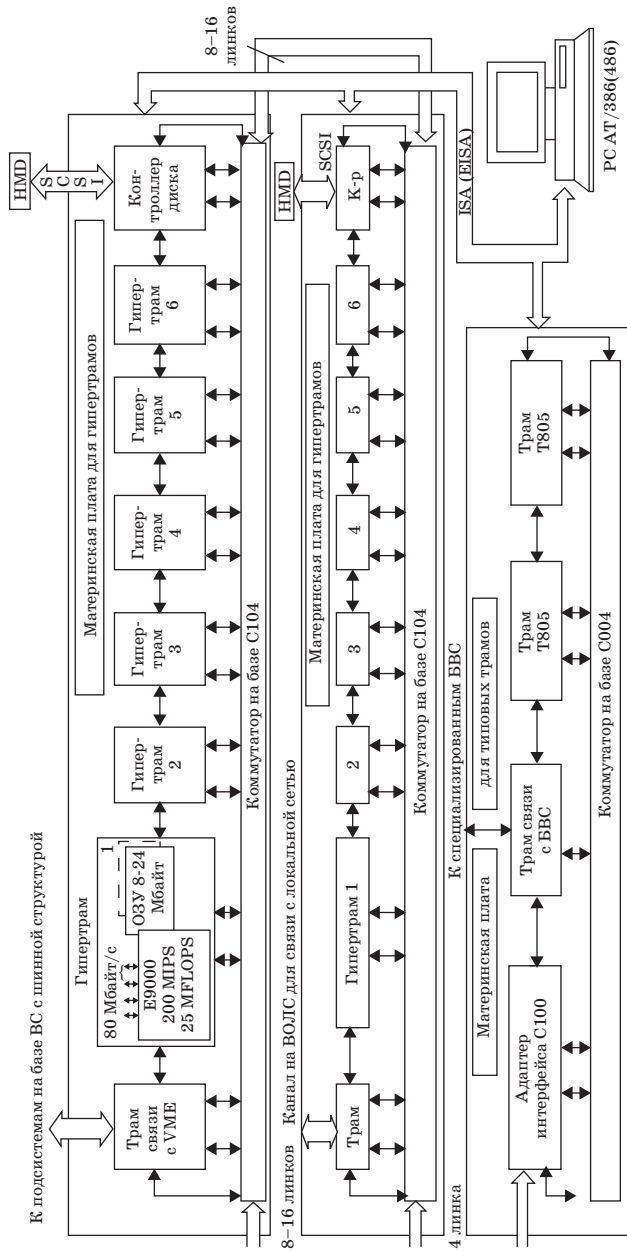 К подсистемам на базе ВС с шинной структурой
Трам
связи
с VME
Гипертрам
80 Мбайт/с
E9000
200 MIPS
25 MFLOPS
1
ОЗУ 8-24
Мбайт
Гипер-
трам
2
Гипер-
трам
3
Гипер-
трам
4
Гипер-
трам
5
Гипер-
трам
6
Кон-
троллер
диска
Материнская плата для гипертрамов
HMD
SCSI
8–16
линков
Коммутатор на базе С104
8–16 линков
Канал на ВОЛС для связи с локальной сетью
Трам
Гипертрам 1
2
3
4
5
6
К-р
Материнская плата для гипертрамов
HMD
SCSI
Коммутатор на базе С104
4 линка
К специализированным БВС
Материнская плата
для типовых трамов
Адаптер
интерфейса С100
Трам связи
с БВС
Трам
Т805
Трам
Т805
Коммутатор на базе С004
ISA (EISA)
PC AT/386(486)